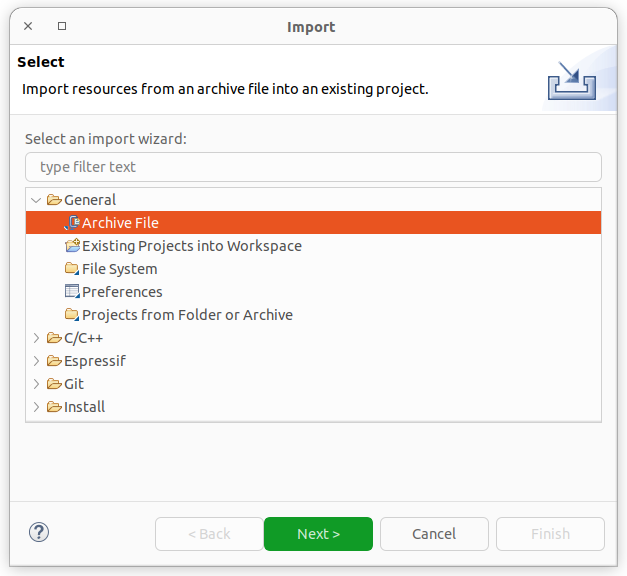 Import
Select
Import resources from an archive file into an existing project.
Select an import wizard:
type filter text
General
Archive File
Existing Projects into Workspace
File System
Preferences
Projects from Folder or Archive
C/C++
Espressif
Git
Install
? < Back Next > Cancel Finish